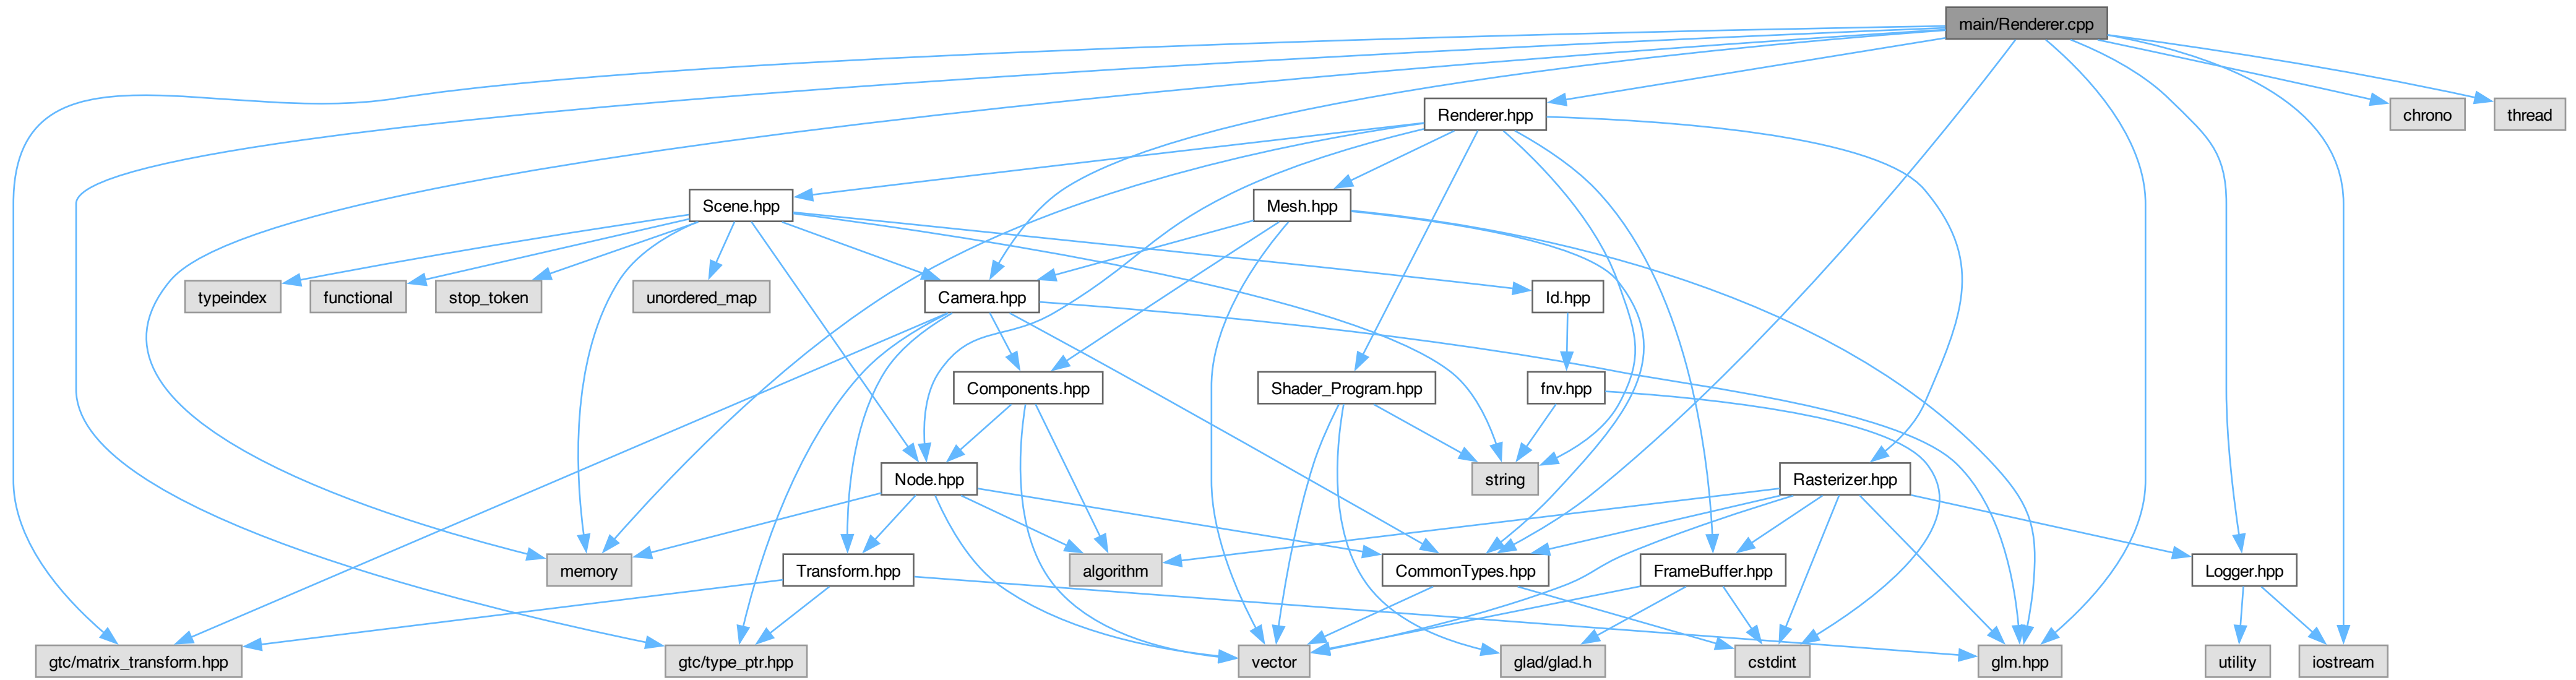 main/Renderer.cpp
Renderer.hpp
chrono
thread
Scene.hpp
Mesh.hpp
typeindex
functional
stop_token
unordered_map
Camera.hpp
Id.hpp
Components.hpp
Shader_Program.hpp
fnv.hpp
Node.hpp
string
Rasterizer.hpp
memory
Transform.hpp
algorithm
CommonTypes.hpp
FrameBuffer.hpp
Logger.hpp
gtc/matrix_transform.hpp
gtc/type_ptr.hpp
vector
glad/glad.h
cstdint
glm.hpp
utility
iostream